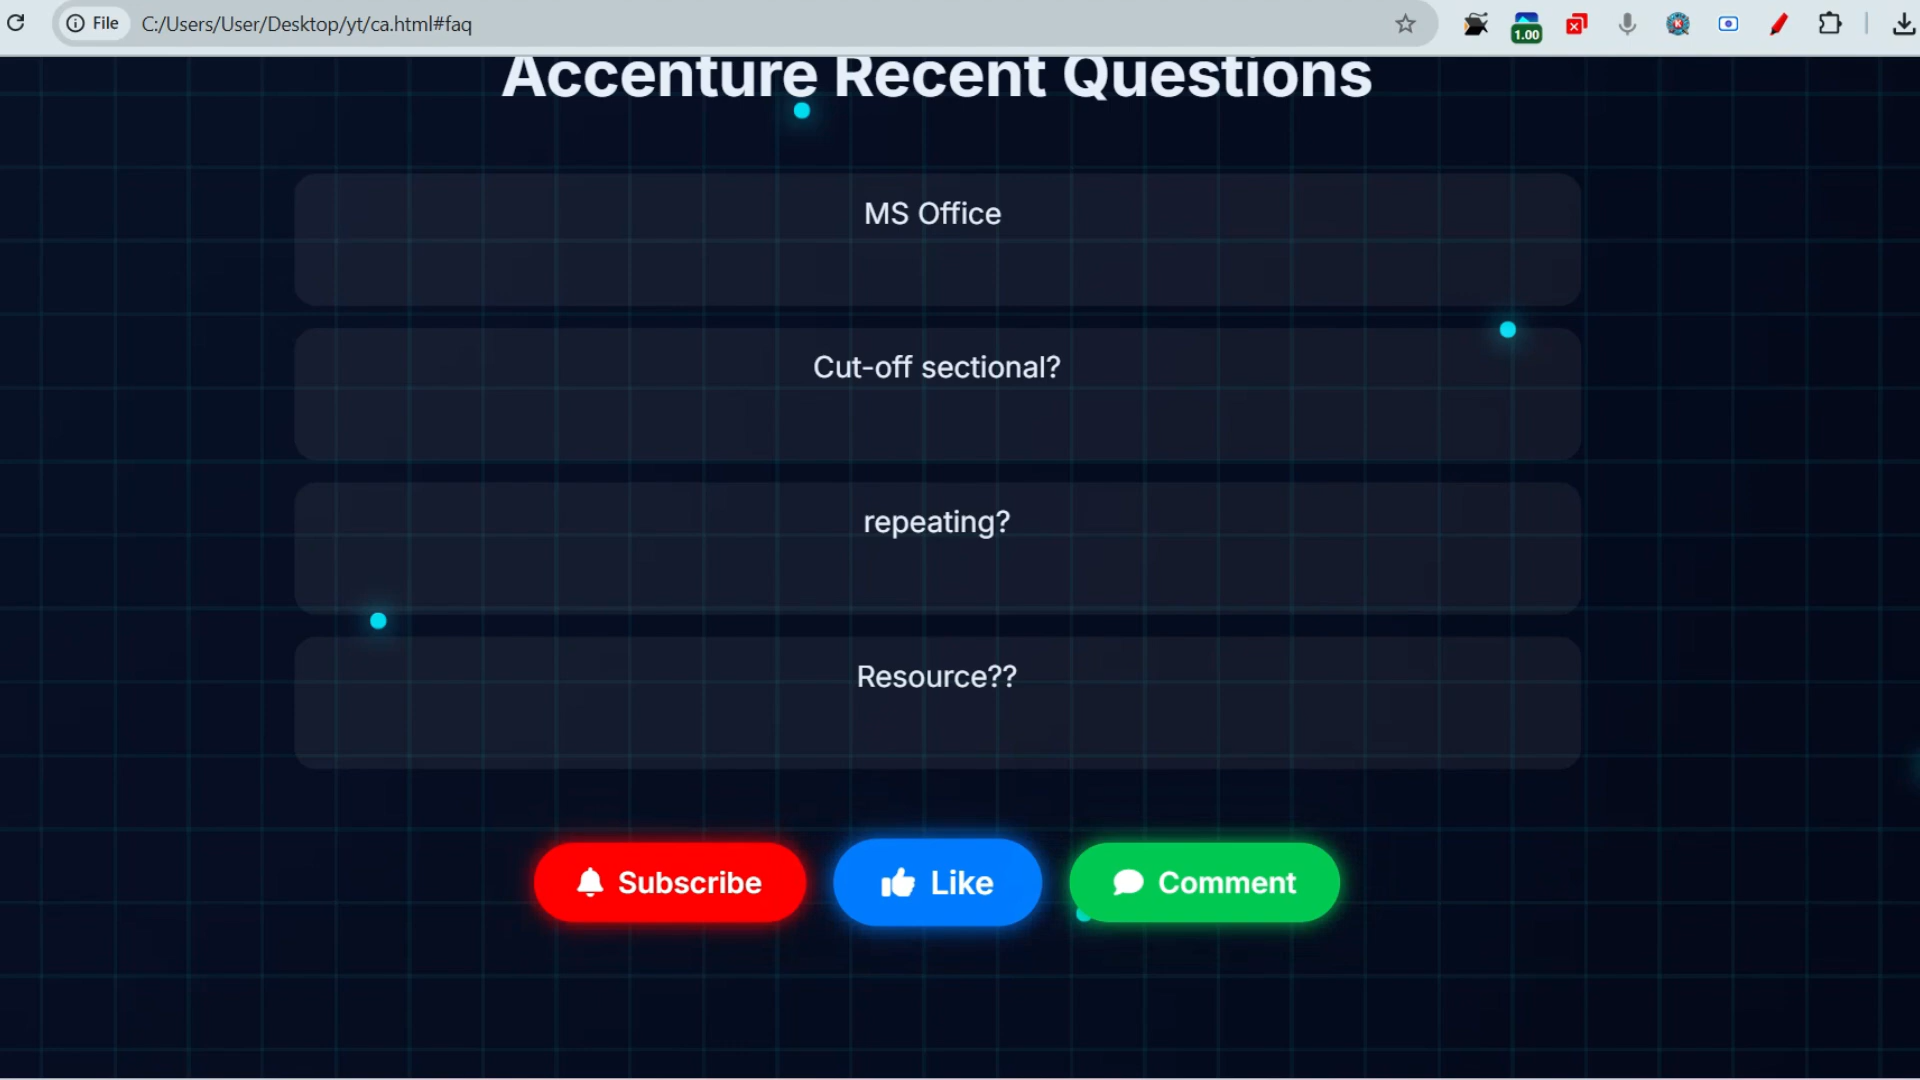 File C:/Users/User/Desktop/yt/ca.html#faq
1.00
Accenture Recent Questions
MS Office
Cut-off sectional?
repeating?
Resource??
Subscribe Like Comment